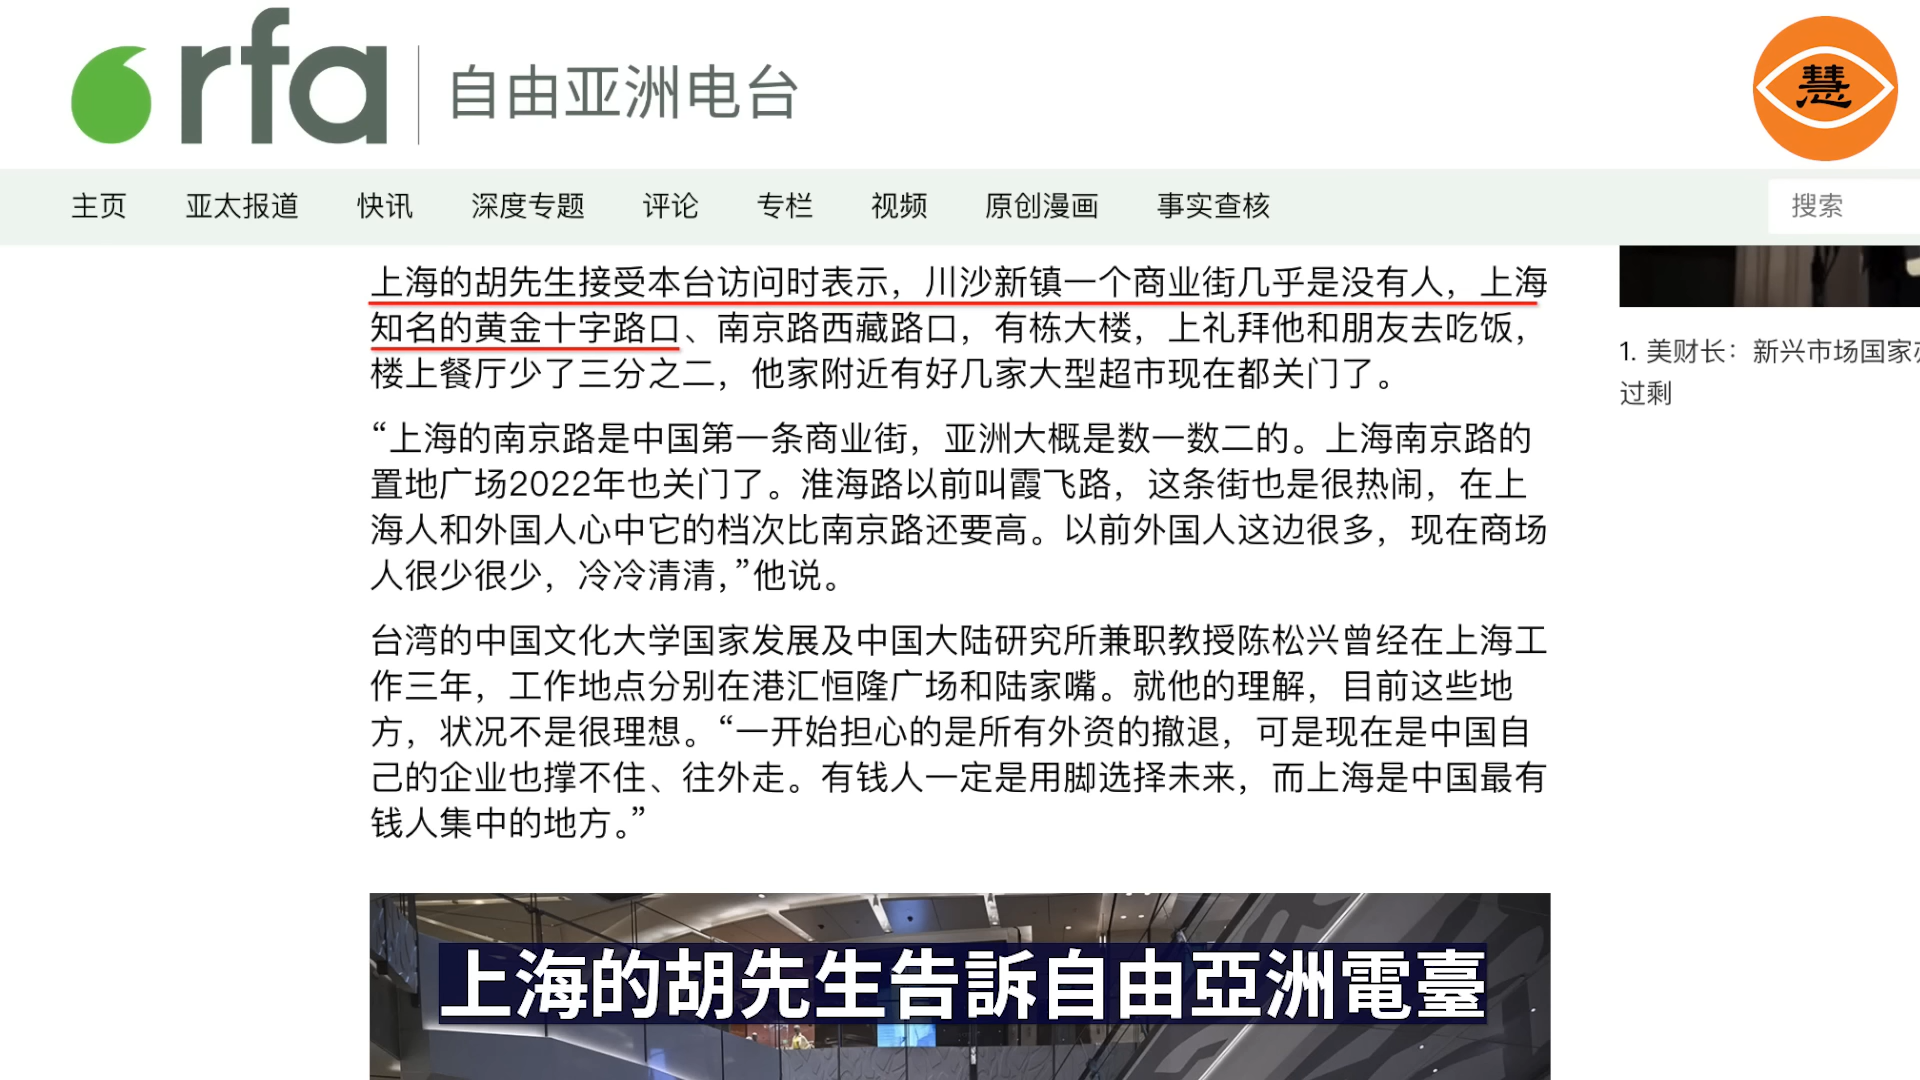 rfa 自由亚洲电台
慧
主页 亚太报道 快讯 深度专题 评论 专栏 视频 原创漫画 事实查核 搜索
上海的胡先生接受本台访问时表示，川沙新镇一个商业街几乎是没有人，上海
知名的黄金十字路口、南京路西藏路口，有栋大楼，上礼拜他和朋友去吃饭，
楼上餐厅少了三分之二，他家附近有好几家大型超市现在都关门了。
“上海的南京路是中国第一条商业街，亚洲大概是数一数二的。上海南京路的
置地广场2022年也关门了。淮海路以前叫霞飞路，这条街也是很热闹，在上
海人和外国人心中它的档次比南京路还要高。以前外国人这边很多，现在商场
人很少很少，冷冷清清，”他说。
台湾的中国文化大学国家发展及中国大陆研究所兼职教授陈松兴曾经在上海工
作三年，工作地点分别在港汇恒隆广场和陆家嘴。就他的理解，目前这些地
方，状况不是很理想。“一开始担心的是所有外资的撤退，可是现在是中国自
己的企业也撑不住、往外走。有钱人一定是用脚选择未来，而上海是中国最有
钱人集中的地方。”
1. 美财长：新兴市场国家
过剩
上海的胡先生告訴自由亞洲電臺